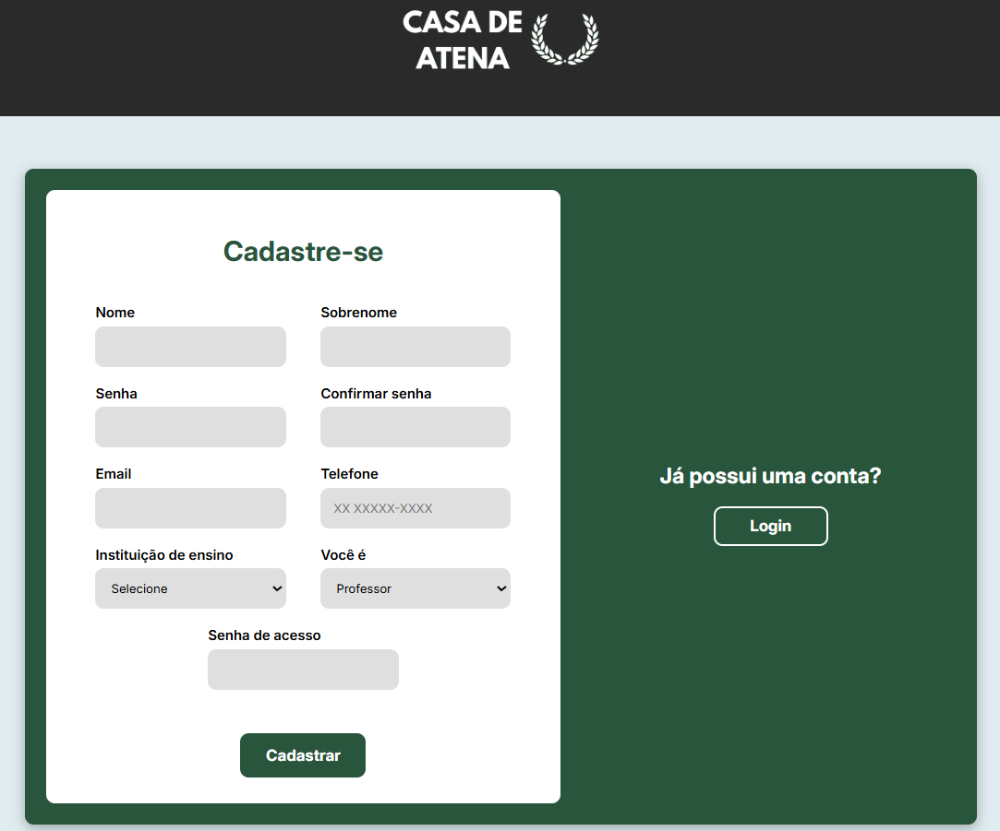 CASA DE
ATENA
Cadastre-se
Nome
Sobrenome
Senha
Confirmar senha
Email
Telefone
XX XXXXX-XXXX
Instituição de ensino
Você é
Selecione
Professor
Senha de acesso
Cadastrar
Já possui uma conta?
Login